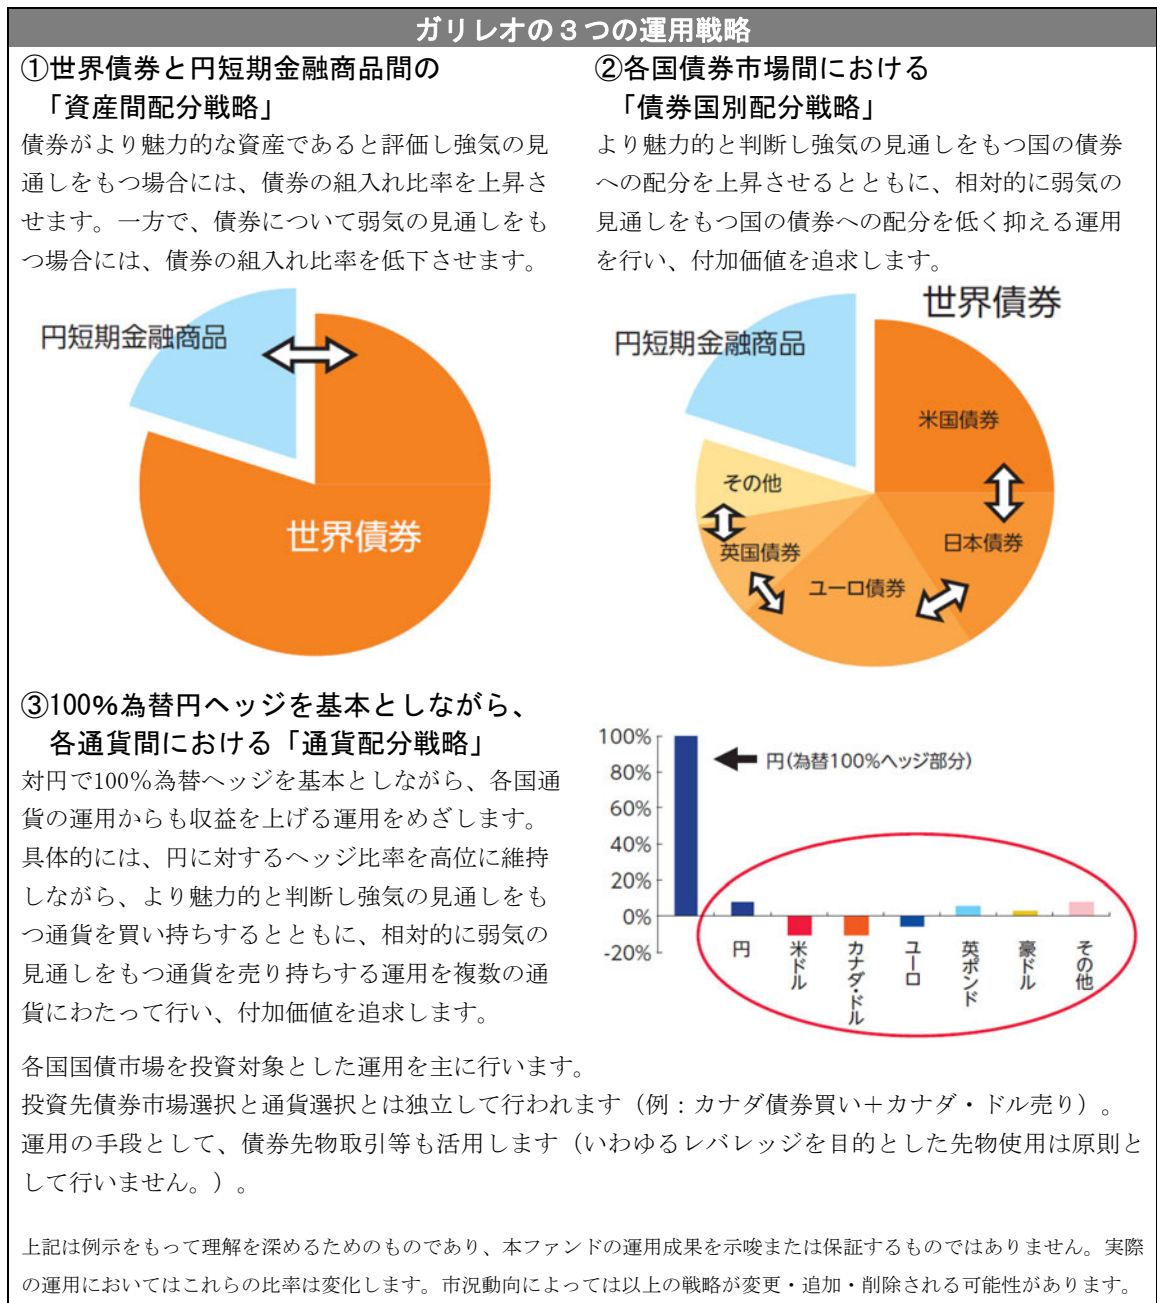 ガリレオの3つの運用戦略
①世界債券と円短期金融商品間の
「資産間配分戦略」
債券がより魅力的な資産であると評価し強気の見
通しをもつ場合には、債券の組入れ比率を上昇さ
せます。一方で、債券について弱気の見通しをも
つ場合には、債券の組入れ比率を低下させます。
円短期金融商品
世界債券
②各国債券市場間における
「債券国別配分戦略」
より魅力的と判断し強気の見通しをもつ国の債券
への配分を上昇させるとともに、相対的に弱気の
見通しをもつ国の債券への配分を低く抑える運用
を行い、付加価値を追求します。
世界債券
円短期金融商品
米国債券
その他
日本債券
英国債券
ユーロ債券
③100%為替円ヘッジを基本としながら、
各通貨間における「通貨配分戦略」
対円で100%為替ヘッジを基本としながら、各国通
貨の運用からも収益を上げる運用をめざします。
具体的には、円に対するヘッジ比率を高位に維持
しながら、より魅力的と判断し強気の見通しをも
つ通貨を買い持ちするとともに、相対的に弱気の
見通しをもつ通貨を売り持ちする運用を複数の通
貨にわたって行い、付加価値を追求します。
100%
80%
60%
40%
20%
0%
-20%
円(為替100%ヘッジ部分)
円
米ドル
カナダ・ドル
ユーロ
英ポンド
豪ドル
その他
各国国債市場を投資対象とした運用を主に行います。
投資先債券市場選択と通貨選択とは独立して行われます（例：カナダ債券買い＋カナダ・ドル売り）。
運用の手段として、債券先物取引等も活用します（いわゆるレバレッジを目的とした先物使用は原則と
して行いません。）。
上記は例示をもって理解を深めるためのものであり、本ファンドの運用成果を示唆または保証するものではありません。実際
の運用においてはこれらの比率は変化します。市況動向によっては以上の戦略が変更・追加・削除される可能性があります。